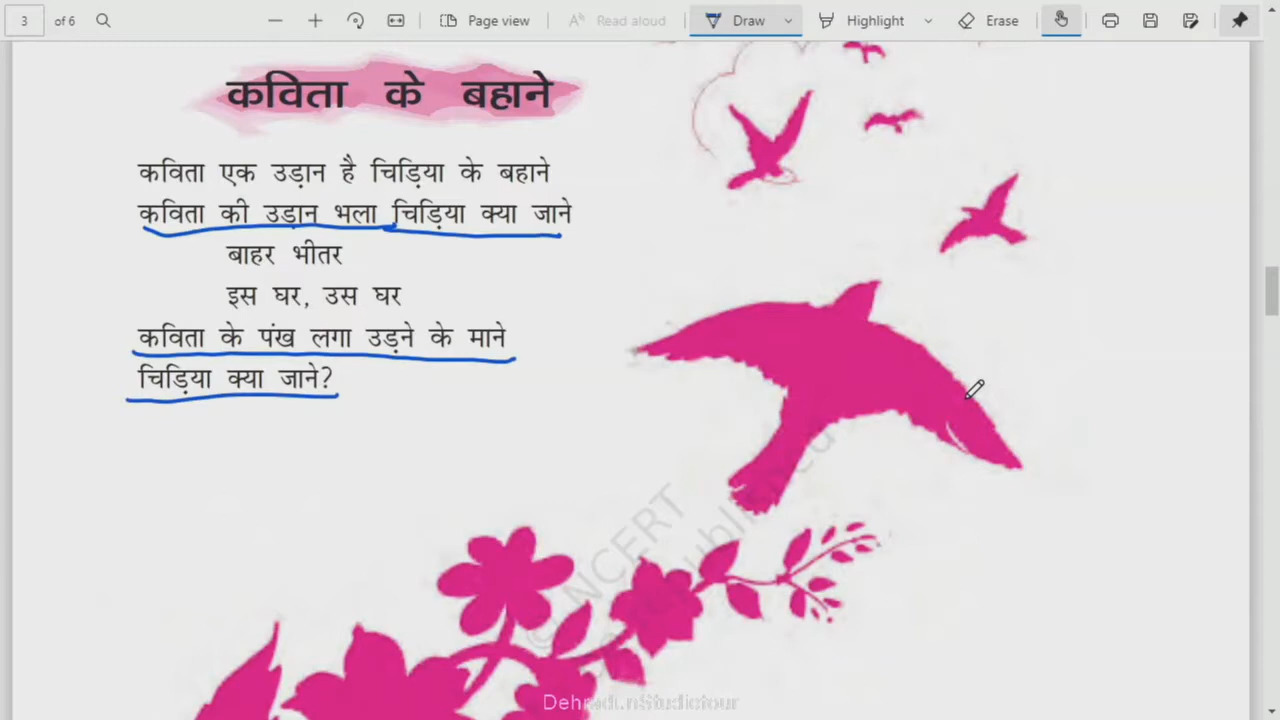 3 of 6 Page view Read aloud Draw Highlight Erase
कविता के बहाने
कविता एक उड़ान है चिड़िया के बहाने
कविता की उड़ान भला चिड़िया क्या जाने
बाहर भीतर
इस घर, उस घर
कविता के पंख लगा उड़ने के माने
चिड़िया क्या जाने?
© NCERT